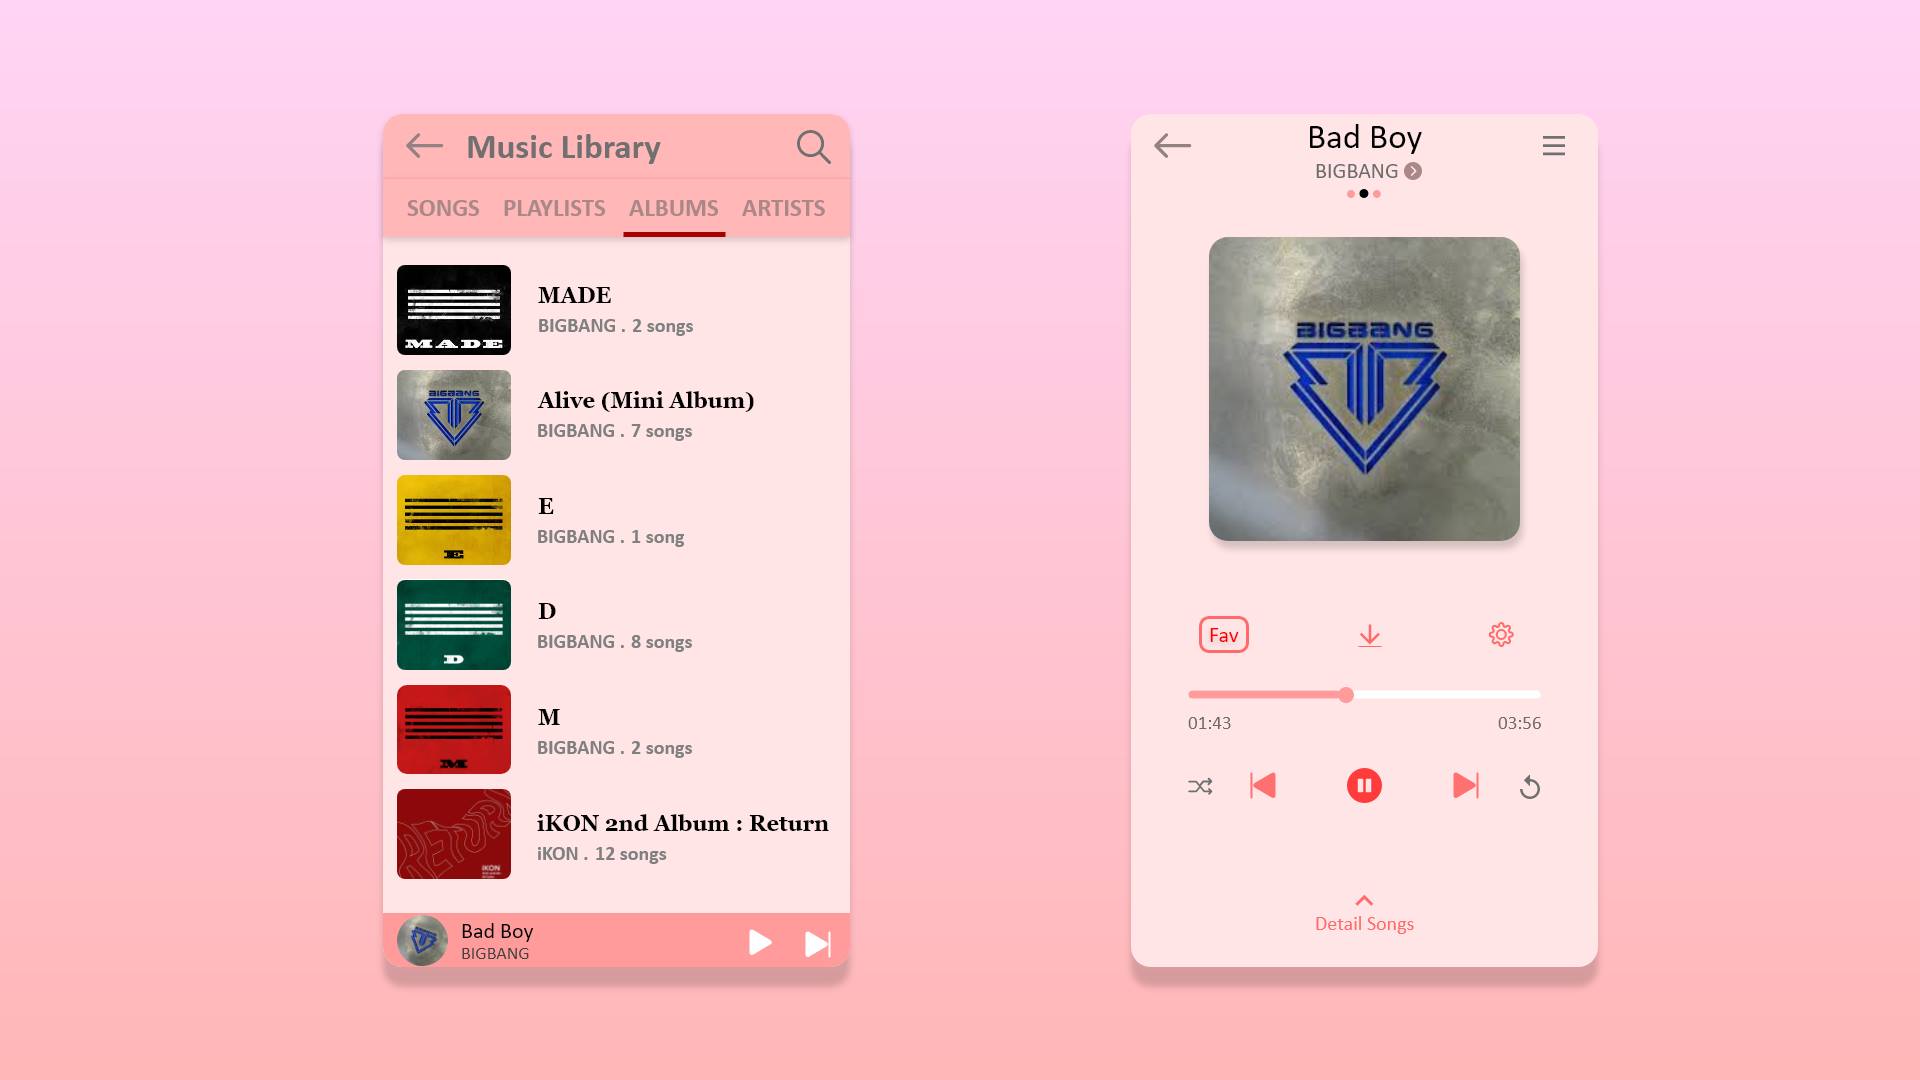 Music Library
SONGS PLAYLISTS ALBUMS ARTISTS
MADE
MADE
BIGBANG . 2 songs
BIGBANG
Alive (Mini Album)
BIGBANG . 7 songs
E
E
BIGBANG . 1 song
D
D
BIGBANG . 8 songs
M
M
BIGBANG . 2 songs
RETURN
iKON
iKON 2nd Album : Return
iKON . 12 songs
Bad Boy
BIGBANG
Bad Boy
BIGBANG
BIGBANG
Fav
01:43 03:56
Detail Songs